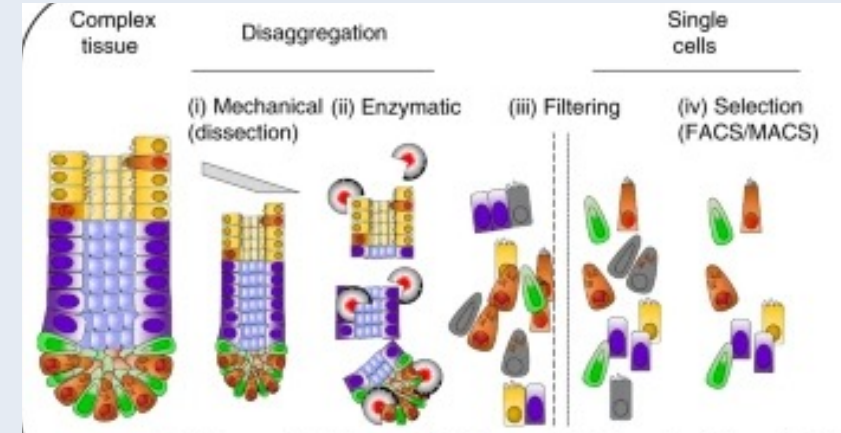 Complex
tissue
Disaggregation
Single
cells
(i) Mechanical
(dissection)
(ii) Enzymatic
(iii) Filtering
(iv) Selection
(FACS/MACS)